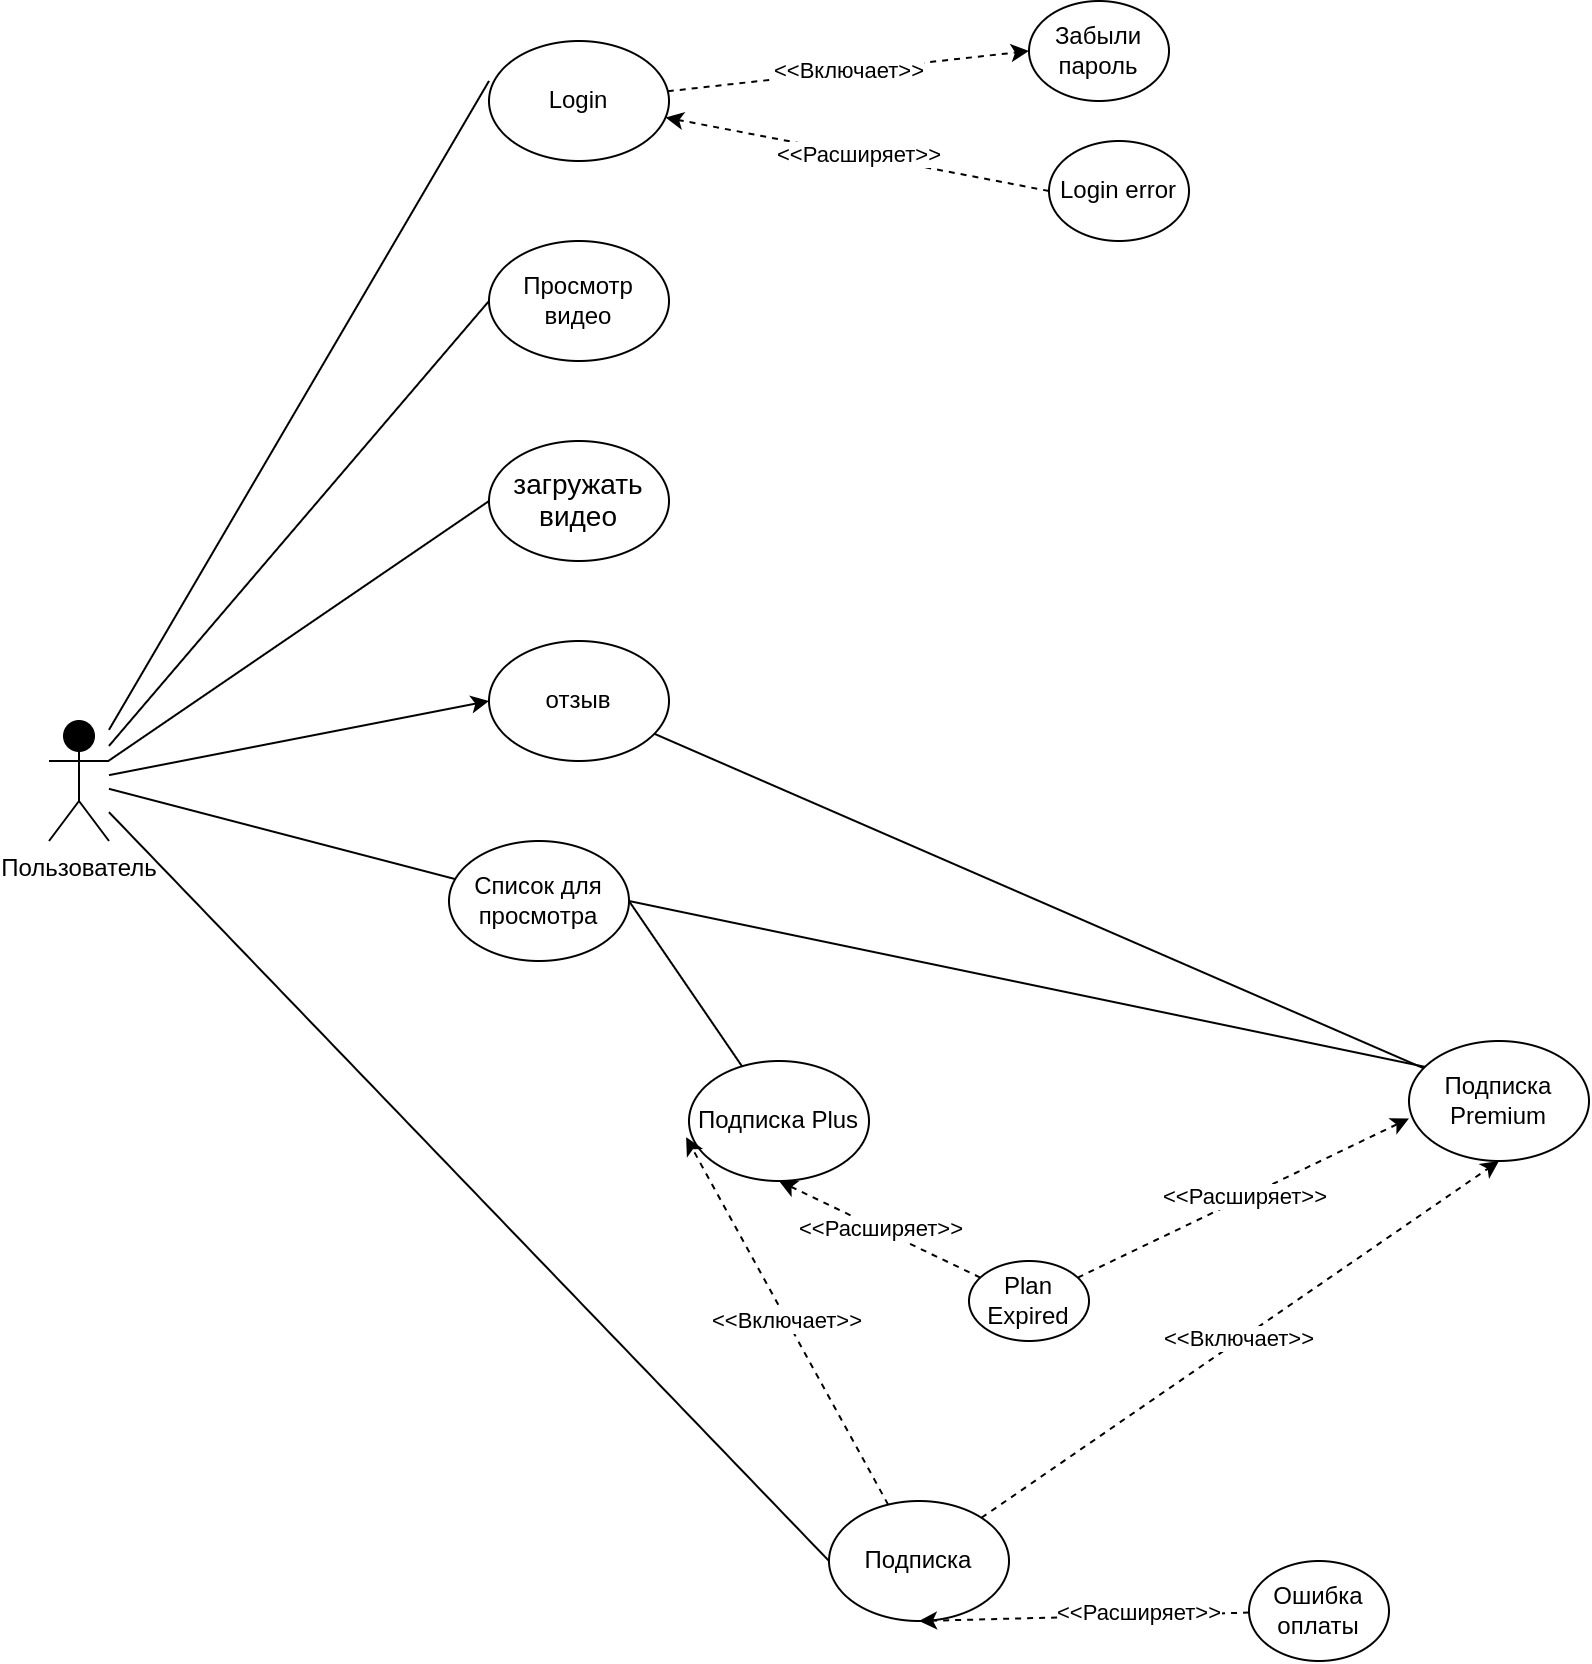 Забыли
пароль
<<Включает>>
Login
<<Расширяет>>
Login error
Просмотр
видео
загружать
видео
отзыв
Пользователь
Список для
просмотра
Подписка
Premium
Подписка Plus
<<Расширяет>>
<<Расширяет>>
Plan
Expired
<<Включает>>
<<Включает>>
Подписка
Ошибка
оплаты
<<Расширяет>>